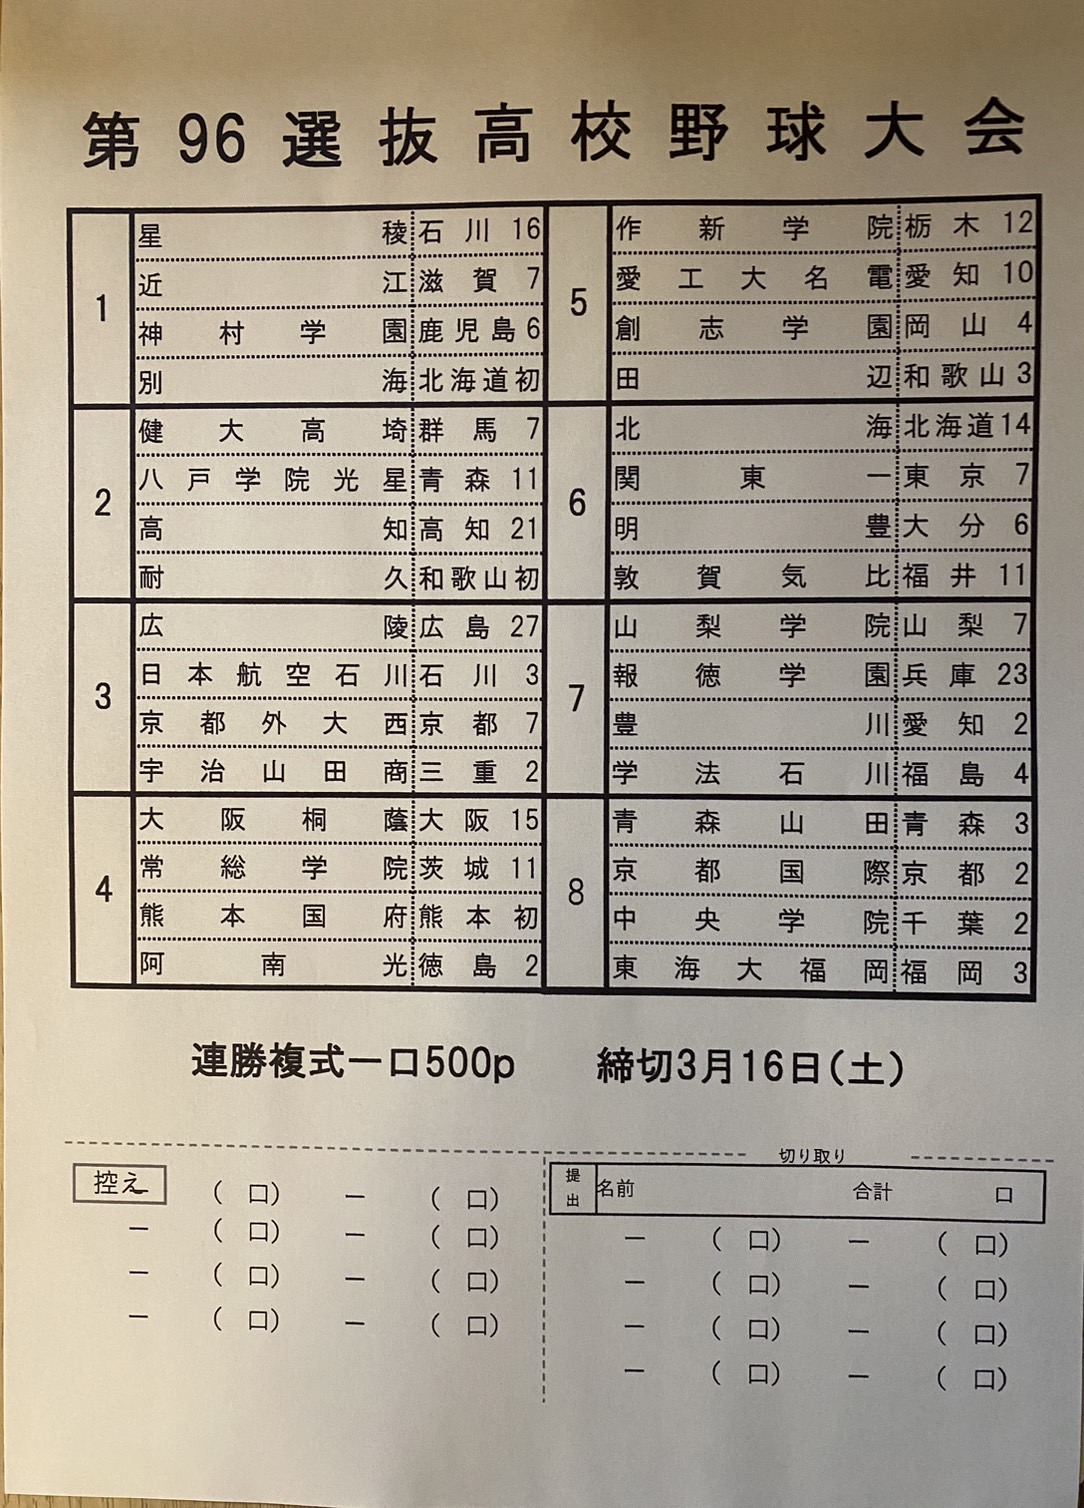 第96選抜高校野球大会
1
星稜 石川 16
近江 滋賀 7
神村学園 鹿児島 6
別海 北海道 初
2
健大高埼 群馬 7
八戸学院光星 青森 11
高知 高知 21
耐久 和歌山 初
3
広陵 広島 27
日本航空石川 石川 3
京都外大西 京都 7
宇治山田商 三重 2
4
大阪桐蔭 大阪 15
常総学院 茨城 11
熊本国府 熊本 初
阿南光 徳島 2
5
作新学院 栃木 12
愛工大名電 愛知 10
創志学園 岡山 4
田辺 和歌山 3
6
北海 北海道 14
関東一 東京 7
明豊 大分 6
敦賀気比 福井 11
7
山梨学院 山梨 7
報徳学園 兵庫 23
豊川 愛知 2
学法石川 福島 4
8
青森山田 青森 3
京都国際 京都 2
中央学院 千葉 2
東海大福岡 福岡 3
連勝複式一口500p 締切3月16日(土)
切り取り
控え ( 口) ー ( 口)
ー ( 口) ー ( 口)
ー ( 口) ー ( 口)
ー ( 口) ー ( 口)
提出 名前 合計 口
ー ( 口) ー ( 口)
ー ( 口) ー ( 口)
ー ( 口) ー ( 口)
ー ( 口) ー ( 口)